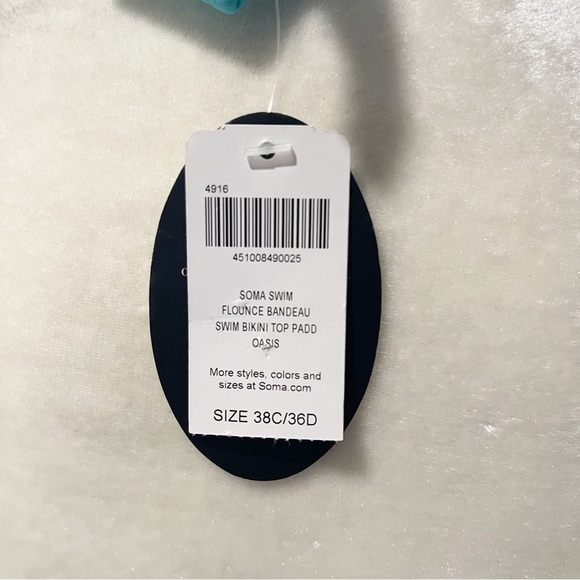 4916
451008490025
SOMA SWIM
FLOUNCE BANDEAU
SWIM BIKINI TOP PADD
OASIS
More styles, colors and
sizes at Soma.com
SIZE 38C/36D